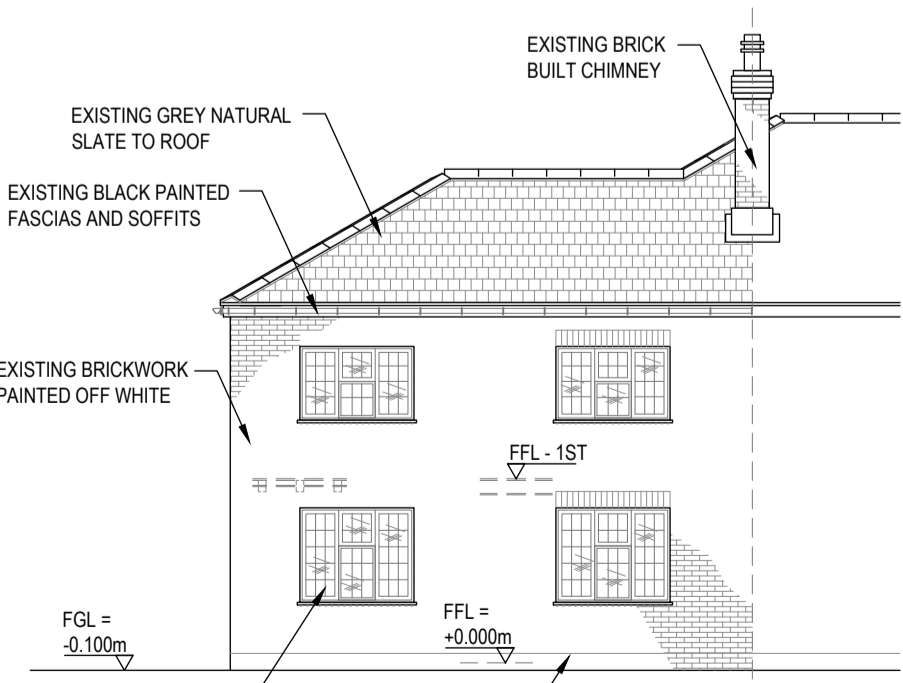 EXISTING BRICK
BUILT CHIMNEY
EXISTING GREY NATURAL
SLATE TO ROOF
EXISTING BLACK PAINTED
FASCIAS AND SOFFITS
EXISTING BRICKWORK
PAINTED OFF WHITE
FFL - 1ST
FGL =
-0.100m
FFL =
+0.000m